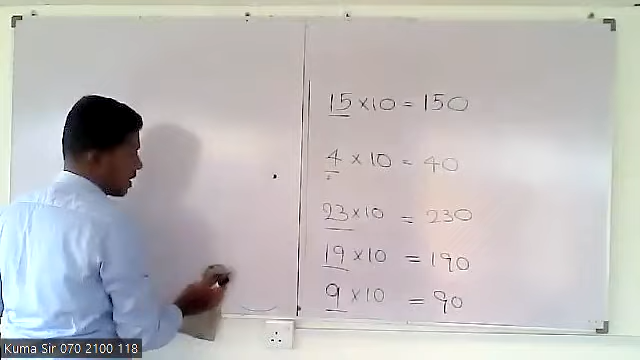 15 × 10 = 150
4 × 10 = 40
23 × 10 = 230
19 × 10 = 190
9 × 10 = 90
Kuma Sir 070 2100 118